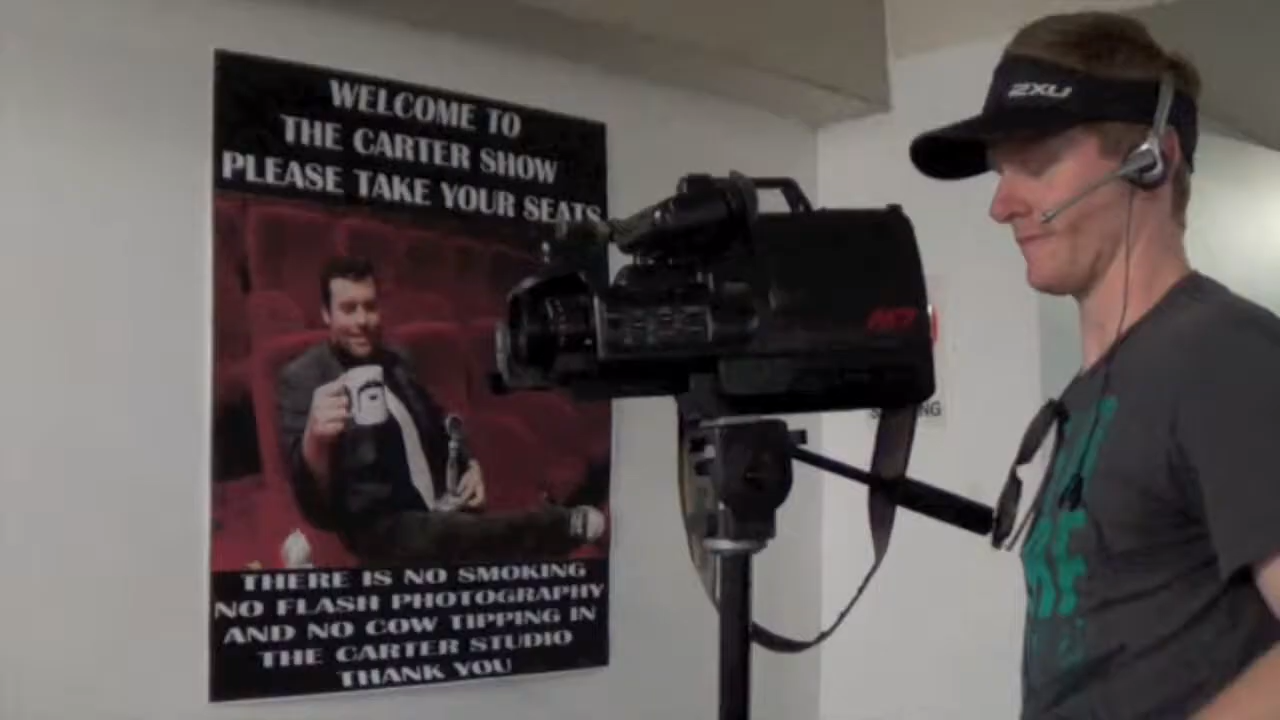 WELCOME TO
THE CARTER SHOW
PLEASE TAKE YOUR SEATS
THERE IS NO SMOKING
NO FLASH PHOTOGRAPHY
AND NO COW TIPPING IN
THE CARTER STUDIO
THANK YOU
2XU